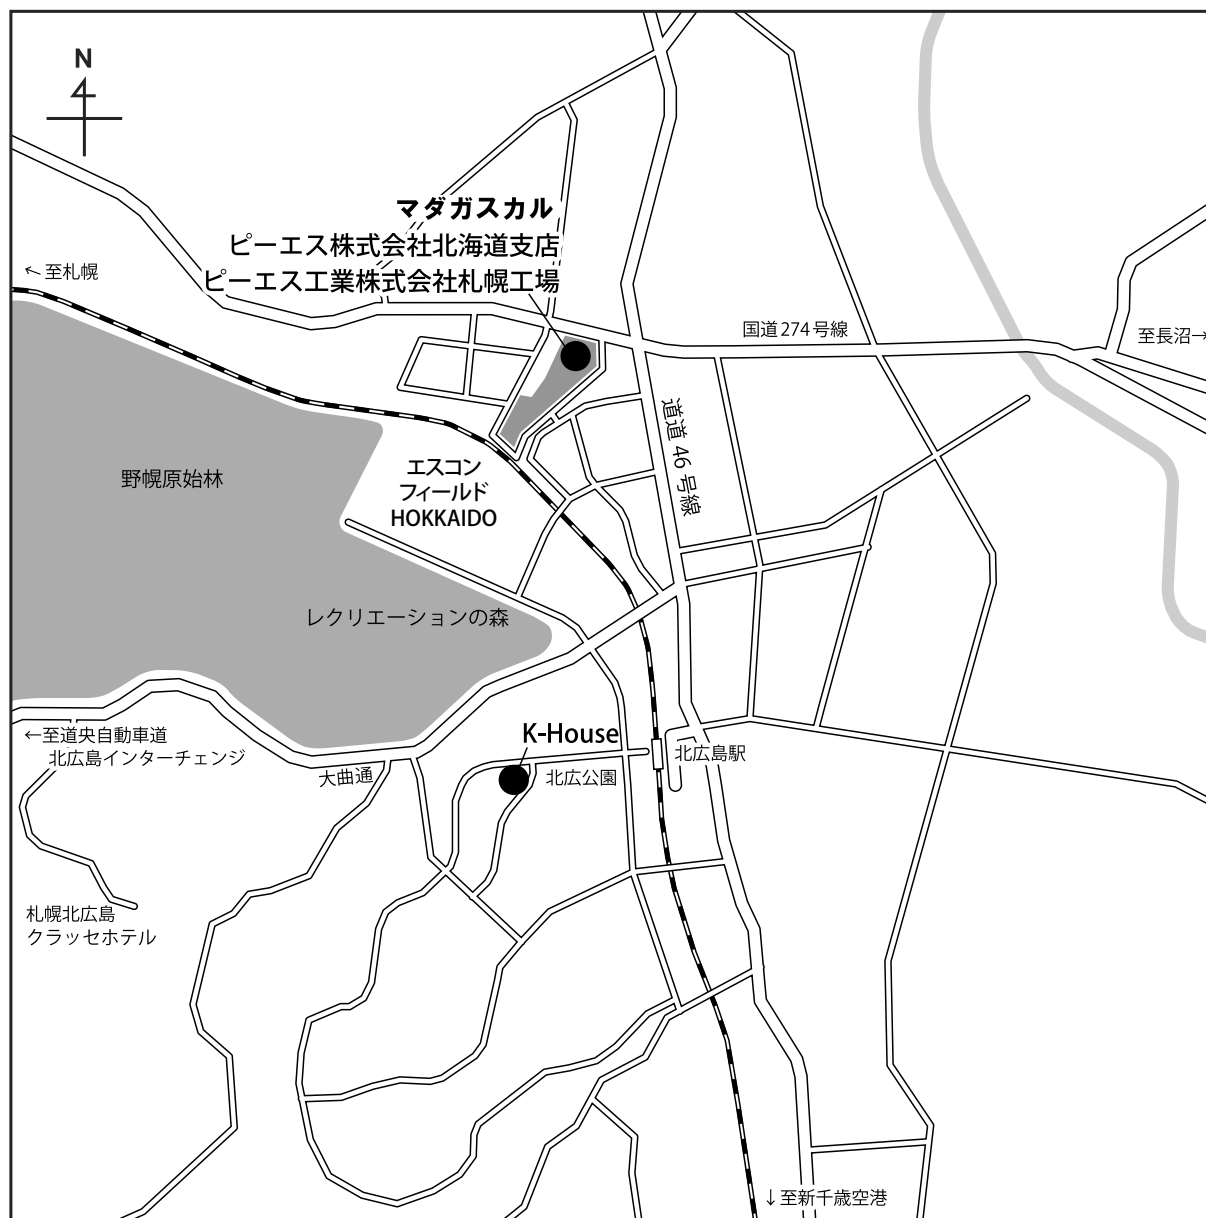 N
マダガスカル
ピーエス株式会社北海道支店
ピーエス工業株式会社札幌工場
←至札幌
国道274号線
至長沼→
道道46号線
野幌原始林
エスコン
フィールド
HOKKAIDO
レクリエーションの森
←至道央自動車道
北広島インターチェンジ
大曲通
K-House
北広公園
北広島駅
札幌北広島
クラッセホテル
↓至新千歳空港